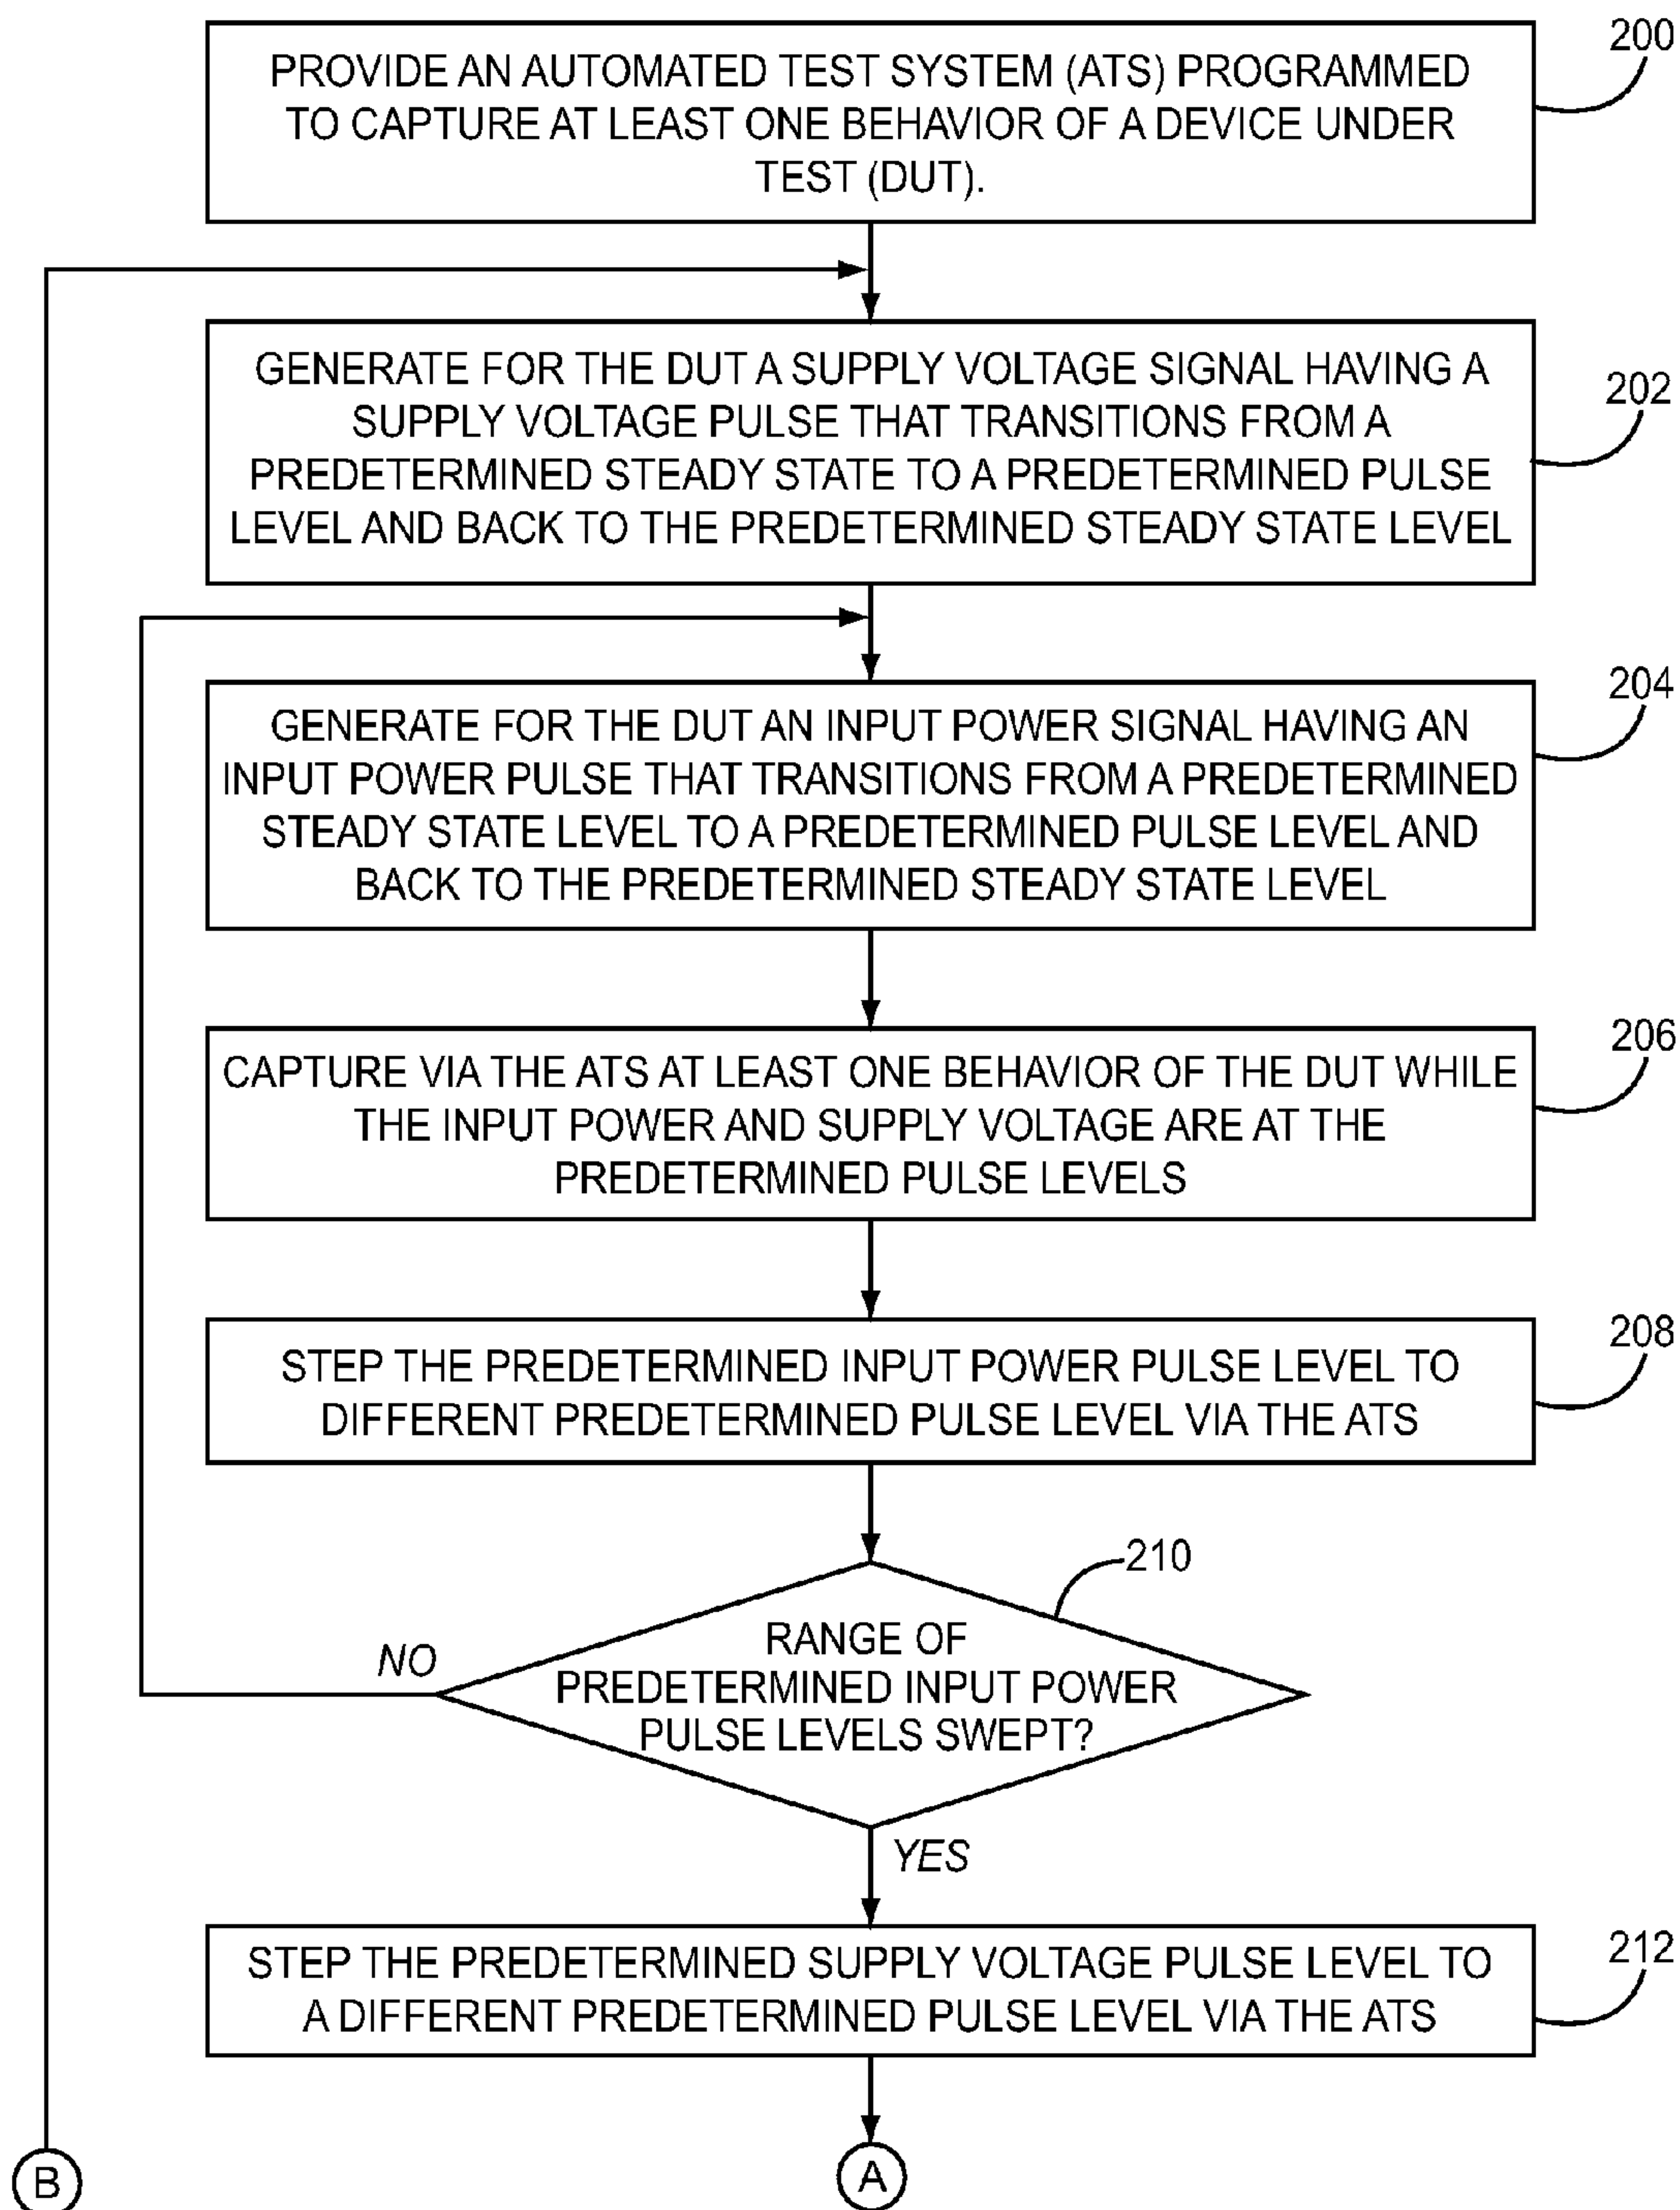 200
PROVIDE AN AUTOMATED TEST SYSTEM (ATS) PROGRAMMED
TO CAPTURE AT LEAST ONE BEHAVIOR OF A DEVICE UNDER
TEST (DUT).
202
GENERATE FOR THE DUT A SUPPLY VOLTAGE SIGNAL HAVING A
SUPPLY VOLTAGE PULSE THAT TRANSITIONS FROM A
PREDETERMINED STEADY STATE TO A PREDETERMINED PULSE
LEVEL AND BACK TO THE PREDETERMINED STEADY STATE LEVEL
204
GENERATE FOR THE DUT AN INPUT POWER SIGNAL HAVING AN
INPUT POWER PULSE THAT TRANSITIONS FROM A PREDETERMINED
STEADY STATE LEVEL TO A PREDETERMINED PULSE LEVEL AND
BACK TO THE PREDETERMINED STEADY STATE LEVEL
206
CAPTURE VIA THE ATS AT LEAST ONE BEHAVIOR OF THE DUT WHILE
THE INPUT POWER AND SUPPLY VOLTAGE ARE AT THE
PREDETERMINED PULSE LEVELS
208
STEP THE PREDETERMINED INPUT POWER PULSE LEVEL TO
DIFFERENT PREDETERMINED PULSE LEVEL VIA THE ATS
210
RANGE OF
PREDETERMINED INPUT POWER
PULSE LEVELS SWEPT?
NO
YES
212
STEP THE PREDETERMINED SUPPLY VOLTAGE PULSE LEVEL TO
A DIFFERENT PREDETERMINED PULSE LEVEL VIA THE ATS
B
A